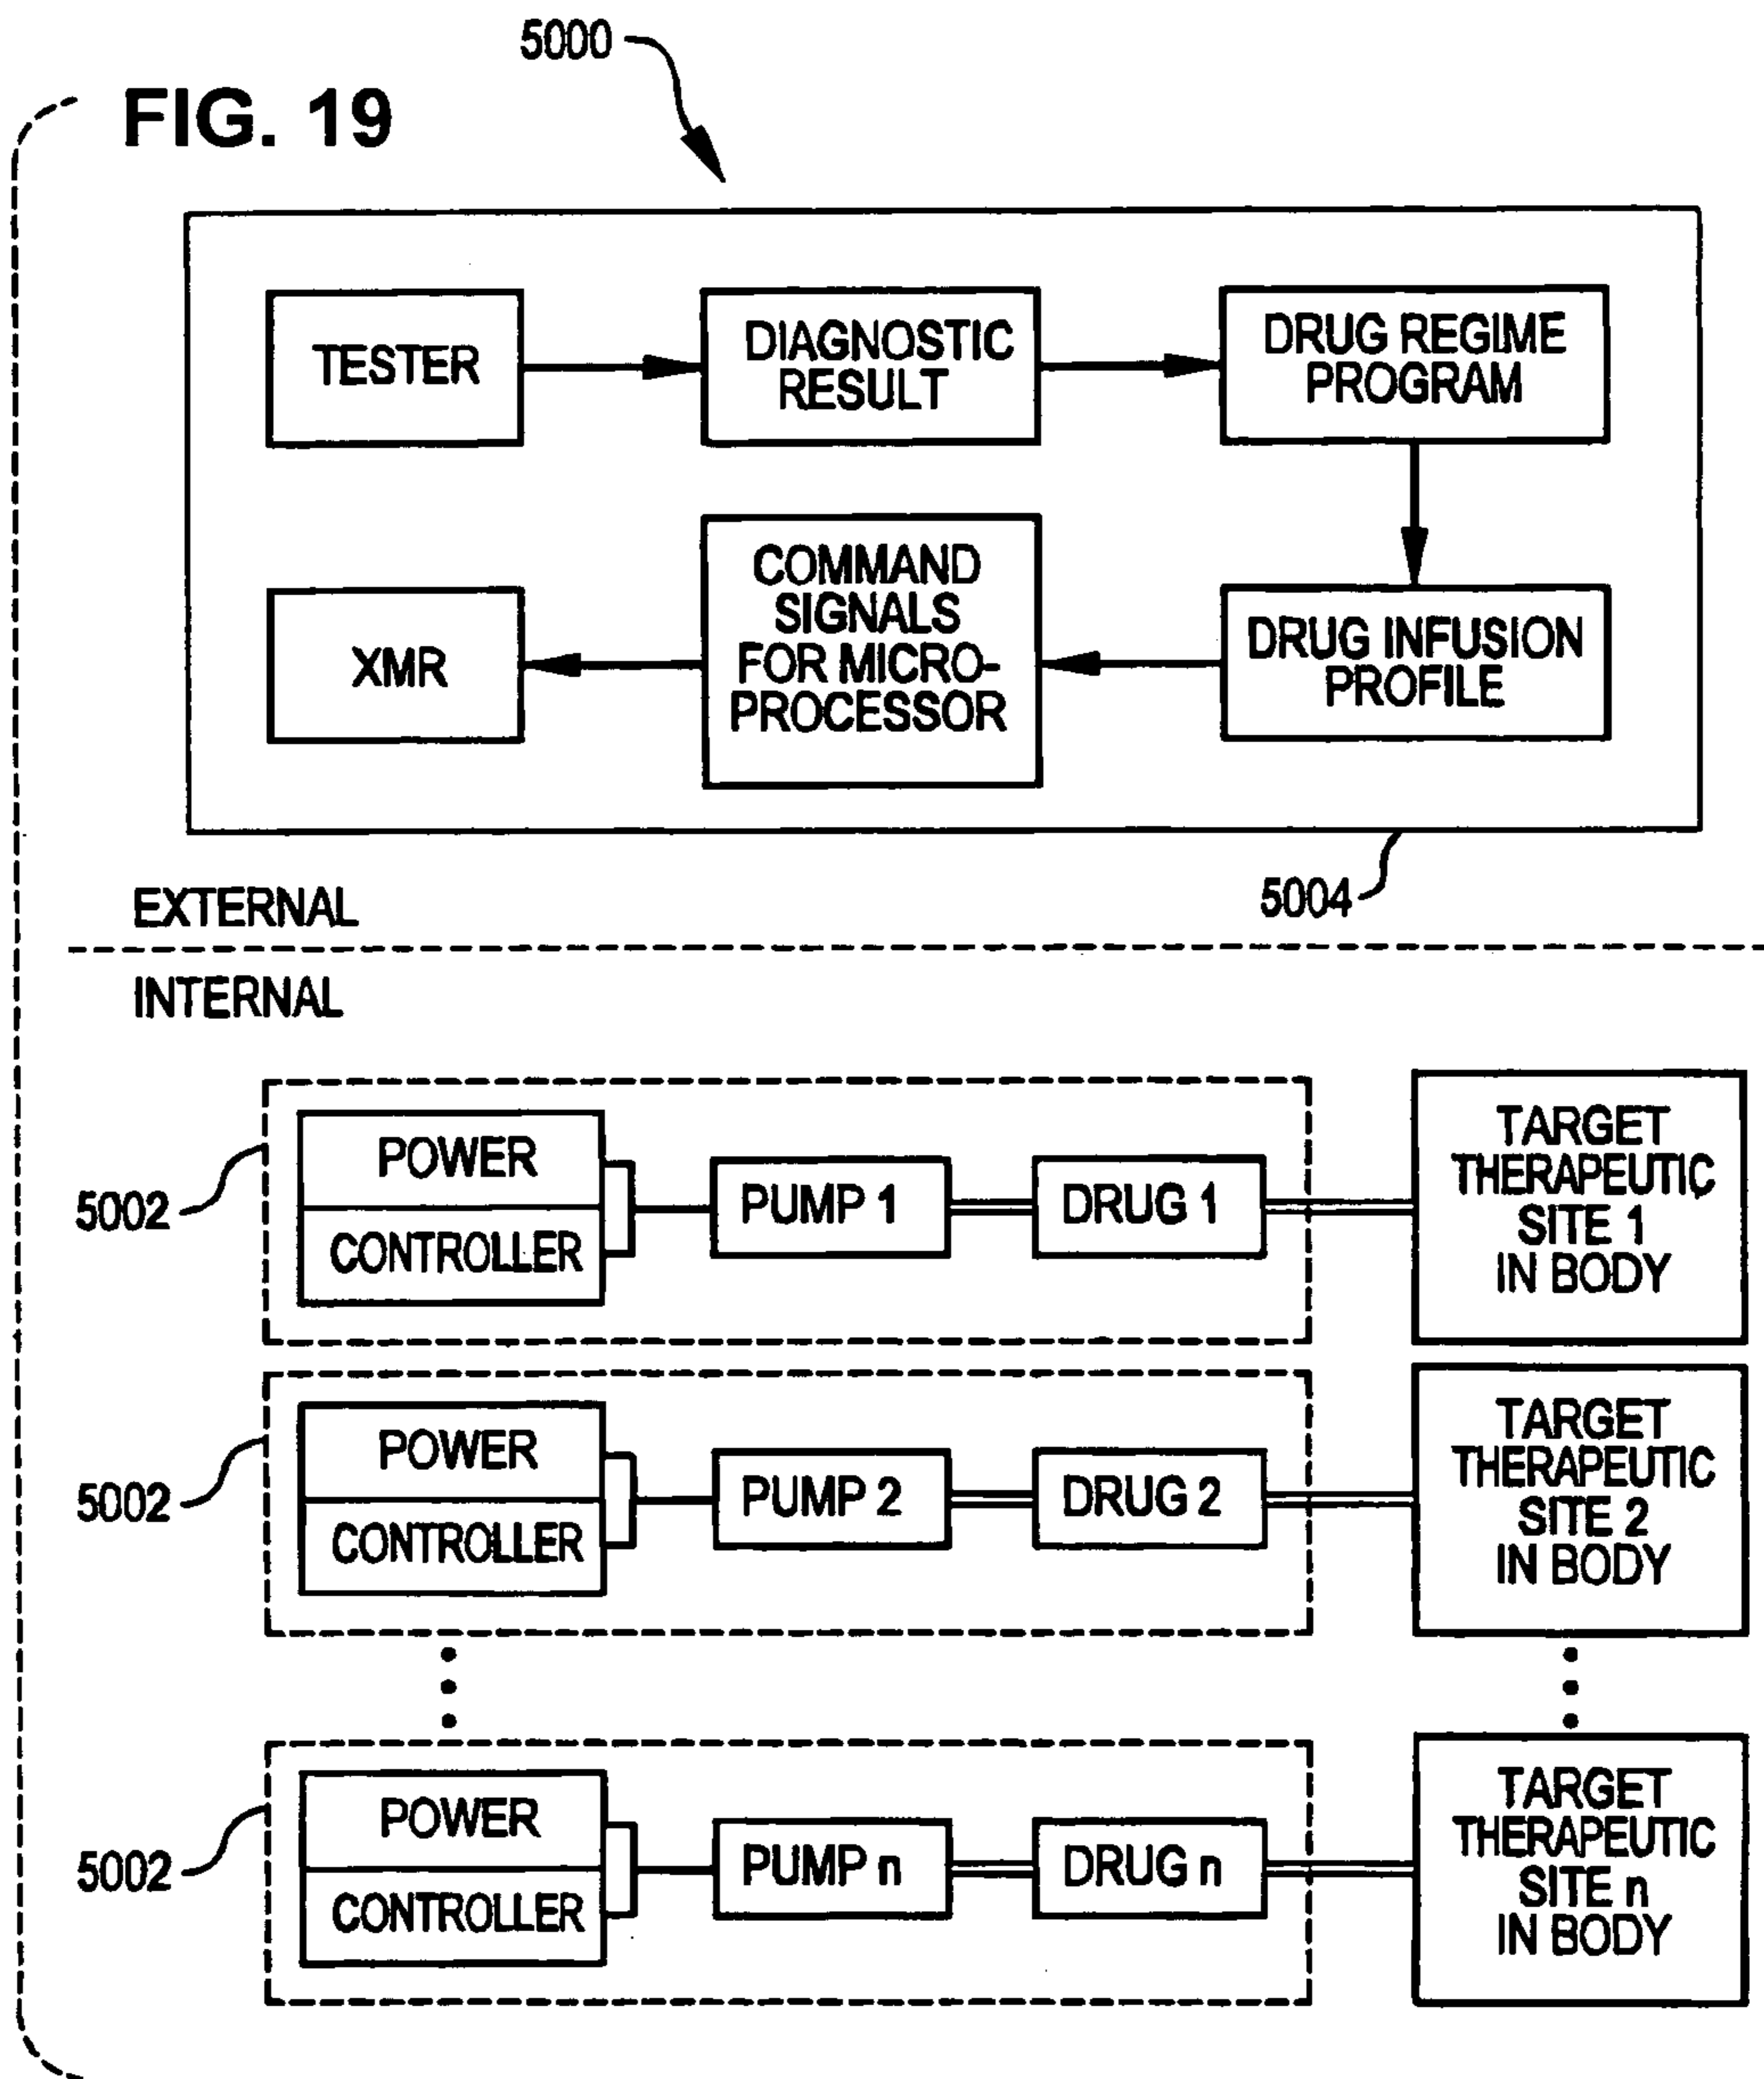 5000
FIG. 19
TESTER
DIAGNOSTIC
RESULT
DRUG REGIME
PROGRAM
XMR
COMMAND
SIGNALS
FOR MICRO-
PROCESSOR
DRUG INFUSION
PROFILE
5004
EXTERNAL
INTERNAL
5002
POWER
CONTROLLER
PUMP 1
DRUG 1
TARGET
THERAPEUTIC
SITE 1
IN BODY
5002
POWER
CONTROLLER
PUMP 2
DRUG 2
TARGET
THERAPEUTIC
SITE 2
IN BODY
5002
POWER
CONTROLLER
PUMP n
DRUG n
TARGET
THERAPEUTIC
SITE n
IN BODY